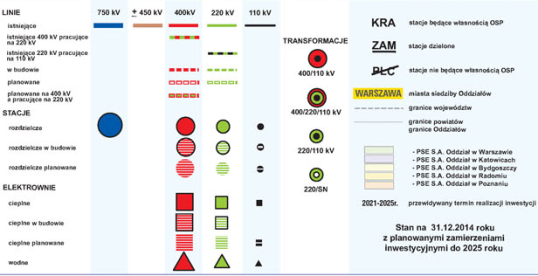 LINIE
750 kV
± 450 kV
400kV
220 kV
110 kV
istniejące
istniejące 400 kV pracujące
na 220 kV
istniejące 220 kV pracujące
na 110 kV
w budowie
planowane
planowane na 400 kV
a pracujące na 220 kV
STACJE
rozdzielcze
rozdzielcze w budowie
rozdzielcze planowane
ELEKTROWNIE
cieplne
cieplne w budowie
cieplne planowane
wodne
TRANSFORMACJE
400/110 kV
400/220/110 kV
220/110 kV
220/SN
KRA stacje będące własnością OSP
ZAM stacje dzielone
PLC stacje nie będące własnością OSP
WARSZAWA miasta siedziby Oddziałów
granice województw
granice powiatów
granice Oddziałów
- PSE S.A. Oddział w Warszawie
- PSE S.A. Oddział w Katowicach
- PSE S.A. Oddział w Bydgoszczy
- PSE S.A. Oddział w Radomiu
- PSE S.A. Oddział w Poznaniu
2021-2025r. przewidywany termin realizacji inwestycji
Stan na 31.12.2014 roku
z planowanymi zamierzeniami
inwestycyjnymi do 2025 roku